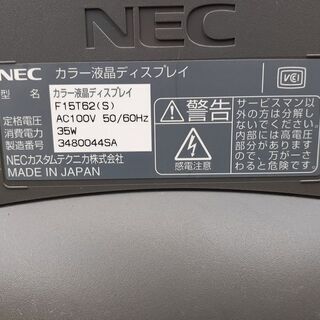 NEC
NEC カラー液晶ディスプレイ
VCI
型名 カラー液晶ディスプレイ
F15T62(S)
定格電圧 AC100V 50/60Hz
消費電力 35W
製造番号 3480044SA
NECカスタムテクニカ株式会社
MADE IN JAPAN
警告
感電注意
サービスマン以
外の方は分解し
ないでください。
内部には高電圧
部分がありま
すので、万が一さ
わると危険です。